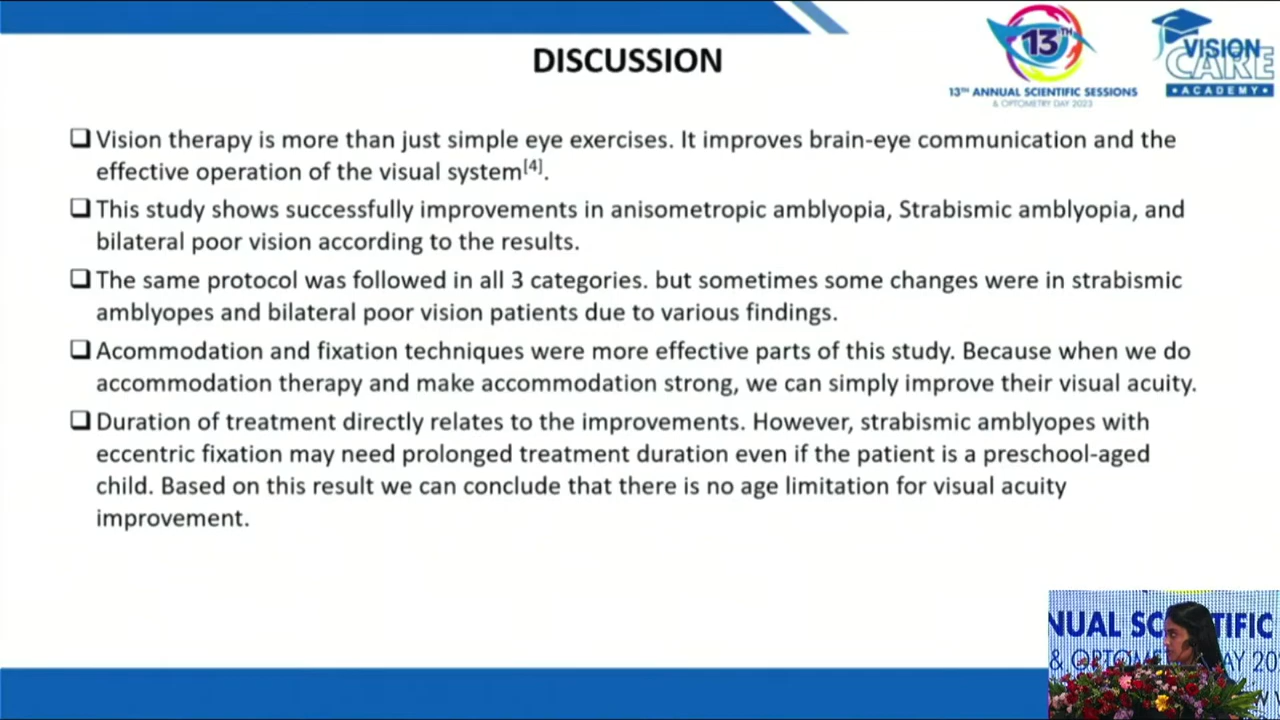 13TH
13TH ANNUAL SCIENTIFIC SESSIONS
& OPTOMETRY DAY 2023
VISION
CARE
•ACADEMY•
DISCUSSION
❑ Vision therapy is more than just simple eye exercises. It improves brain-eye communication and the
effective operation of the visual system[4].
❑ This study shows successfully improvements in anisometropic amblyopia, Strabismic amblyopia, and
bilateral poor vision according to the results.
❑ The same protocol was followed in all 3 categories. but sometimes some changes were in strabismic
amblyopes and bilateral poor vision patients due to various findings.
❑ Acommodation and fixation techniques were more effective parts of this study. Because when we do
accommodation therapy and make accommodation strong, we can simply improve their visual acuity.
❑ Duration of treatment directly relates to the improvements. However, strabismic amblyopes with
eccentric fixation may need prolonged treatment duration even if the patient is a preschool-aged
child. Based on this result we can conclude that there is no age limitation for visual acuity
improvement.
NUAL SC TIFIC
& OPTOM AY 20